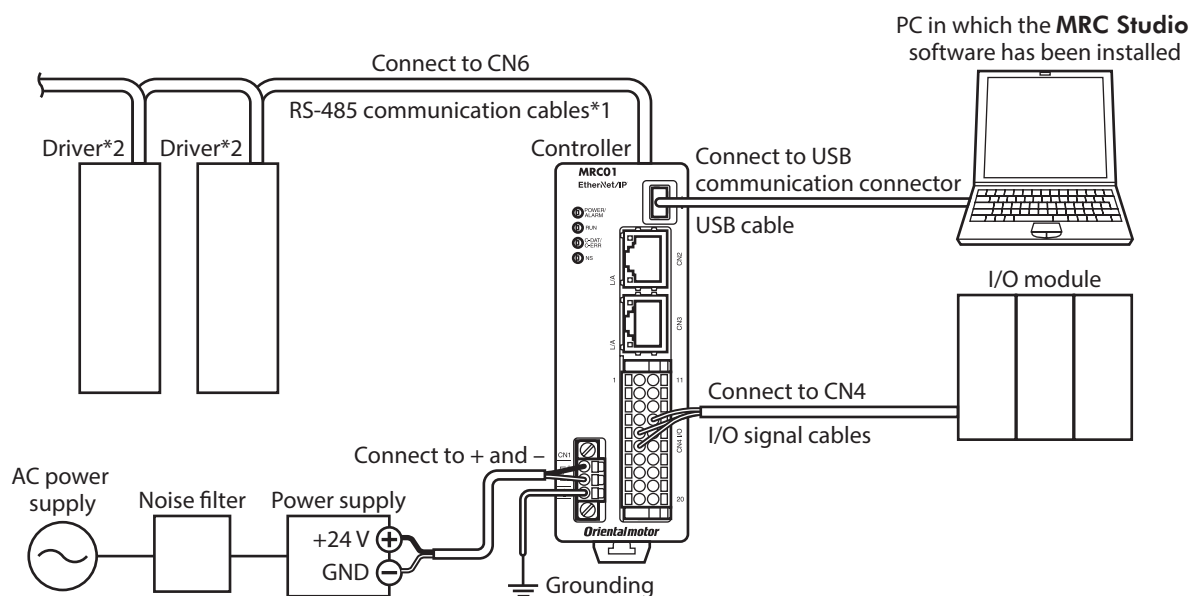 PC in which the MRC Studio
software has been installed
Connect to CN6
RS-485 communication cables*1
Driver*2
Driver*2
Controller
MRC01
EtherNet/IP
POWER/
ALARM
RUN
C-DAT/
C-ERR
NS
Connect to USB
communication connector
USB cable
CN2
L/A
CN3
L/A
I/O module
1
11
Connect to CN4
I/O signal cables
CN4 I/O
20
CN1
Connect to + and –
AC power
supply
Noise filter
Power supply
+24 V
+
GND
–
Orientalmotor
Grounding